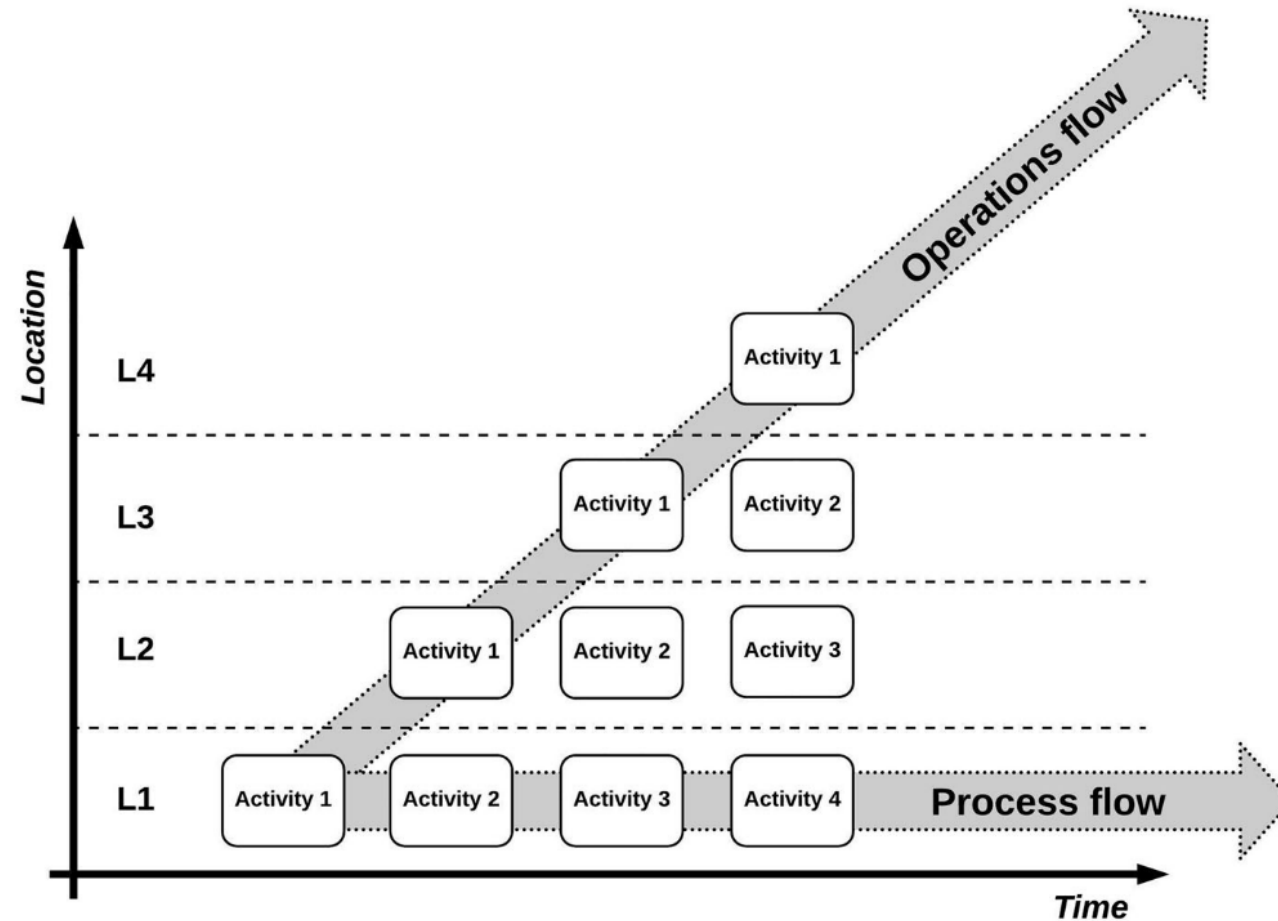 Operations flow
Location
L4
Activity 1
L3
Activity 1
Activity 2
L2
Activity 1
Activity 2
Activity 3
L1
Activity 1
Activity 2
Activity 3
Activity 4
Process flow
Time